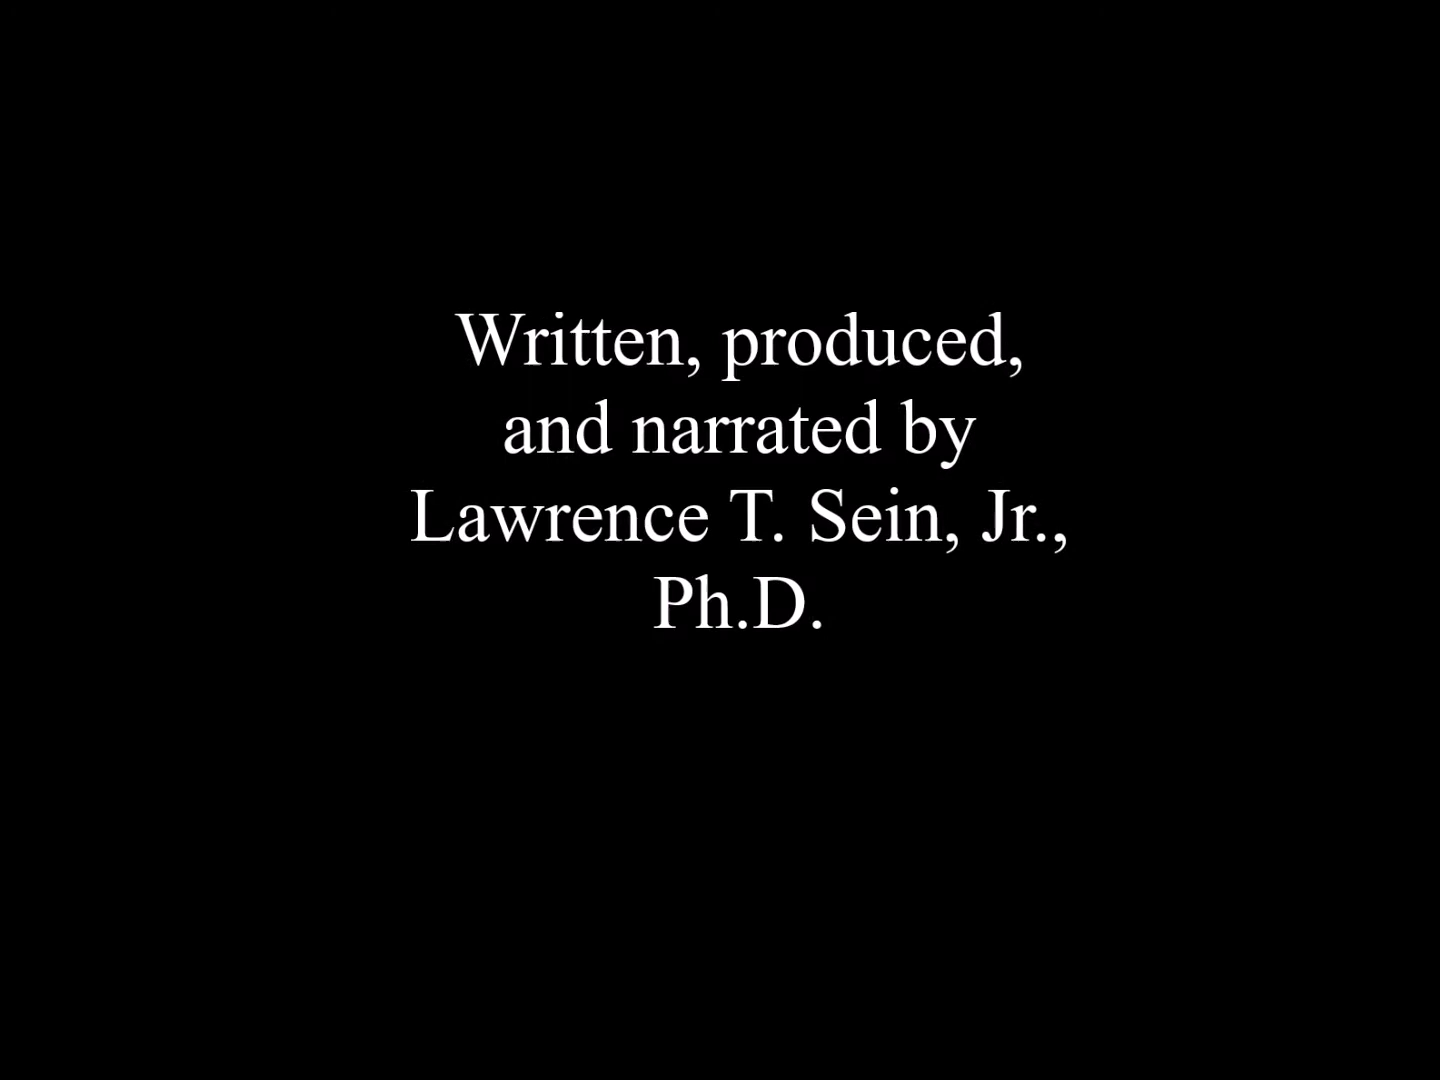 Written, produced,
and narrated by
Lawrence T. Sein, Jr.,
Ph.D.